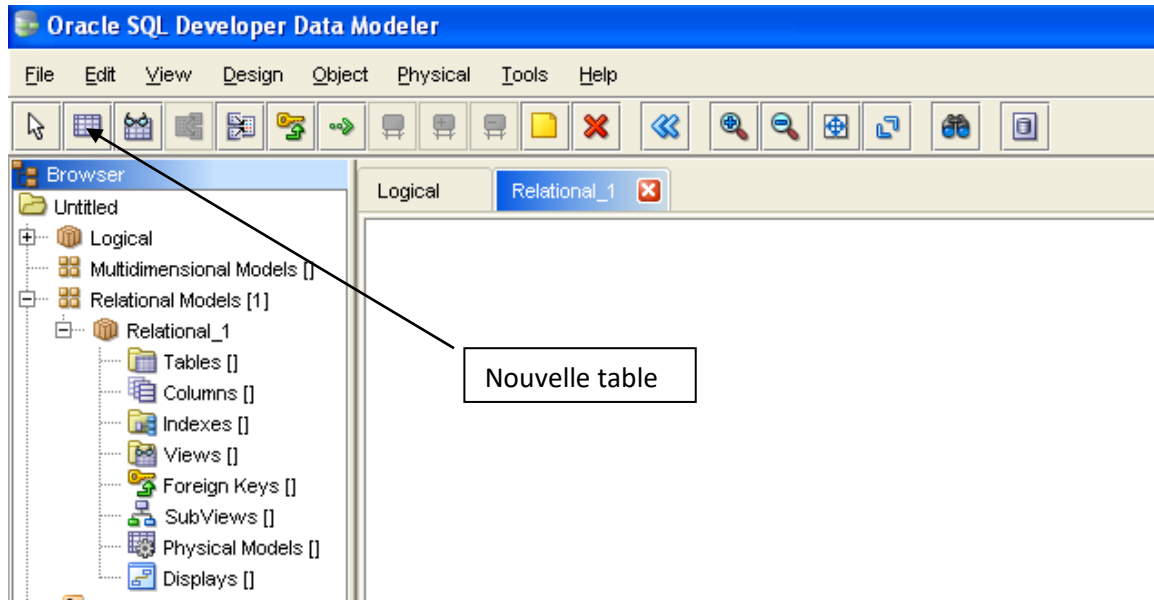 Oracle SQL Developer Data Modeler
File Edit View Design Object Physical Tools Help
Browser
Untitled
Logical
Multidimensional Models []
Relational Models [1]
Relational_1
Tables []
Columns []
Indexes []
Views []
Foreign Keys []
SubViews []
Physical Models []
Displays []
Logical Relational_1
Nouvelle table